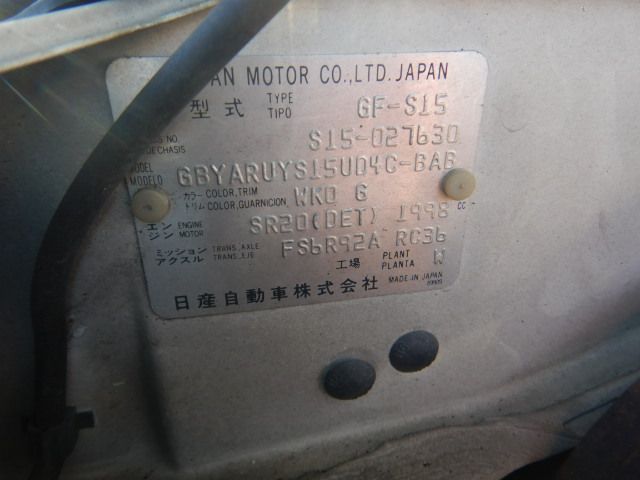 AN MOTOR CO.,LTD. JAPAN
型式 TYPE TIPO GF-S15
NO. CHASIS S15-027630
MODEL MODELO GBYARUYS15UD4C-BAB
カラー COLOR,TRIM
トリム COLOR,GUARNICION WKO G
エンジン ENGINE MOTOR SR20(DET) 1998 cc
ミッション TRANS.,AXLE
アクスル TRANS.,EJE FS6R92A RC36
工場 PLANT PLANTA W
日産自動車株式会社 MADE IN JAPAN